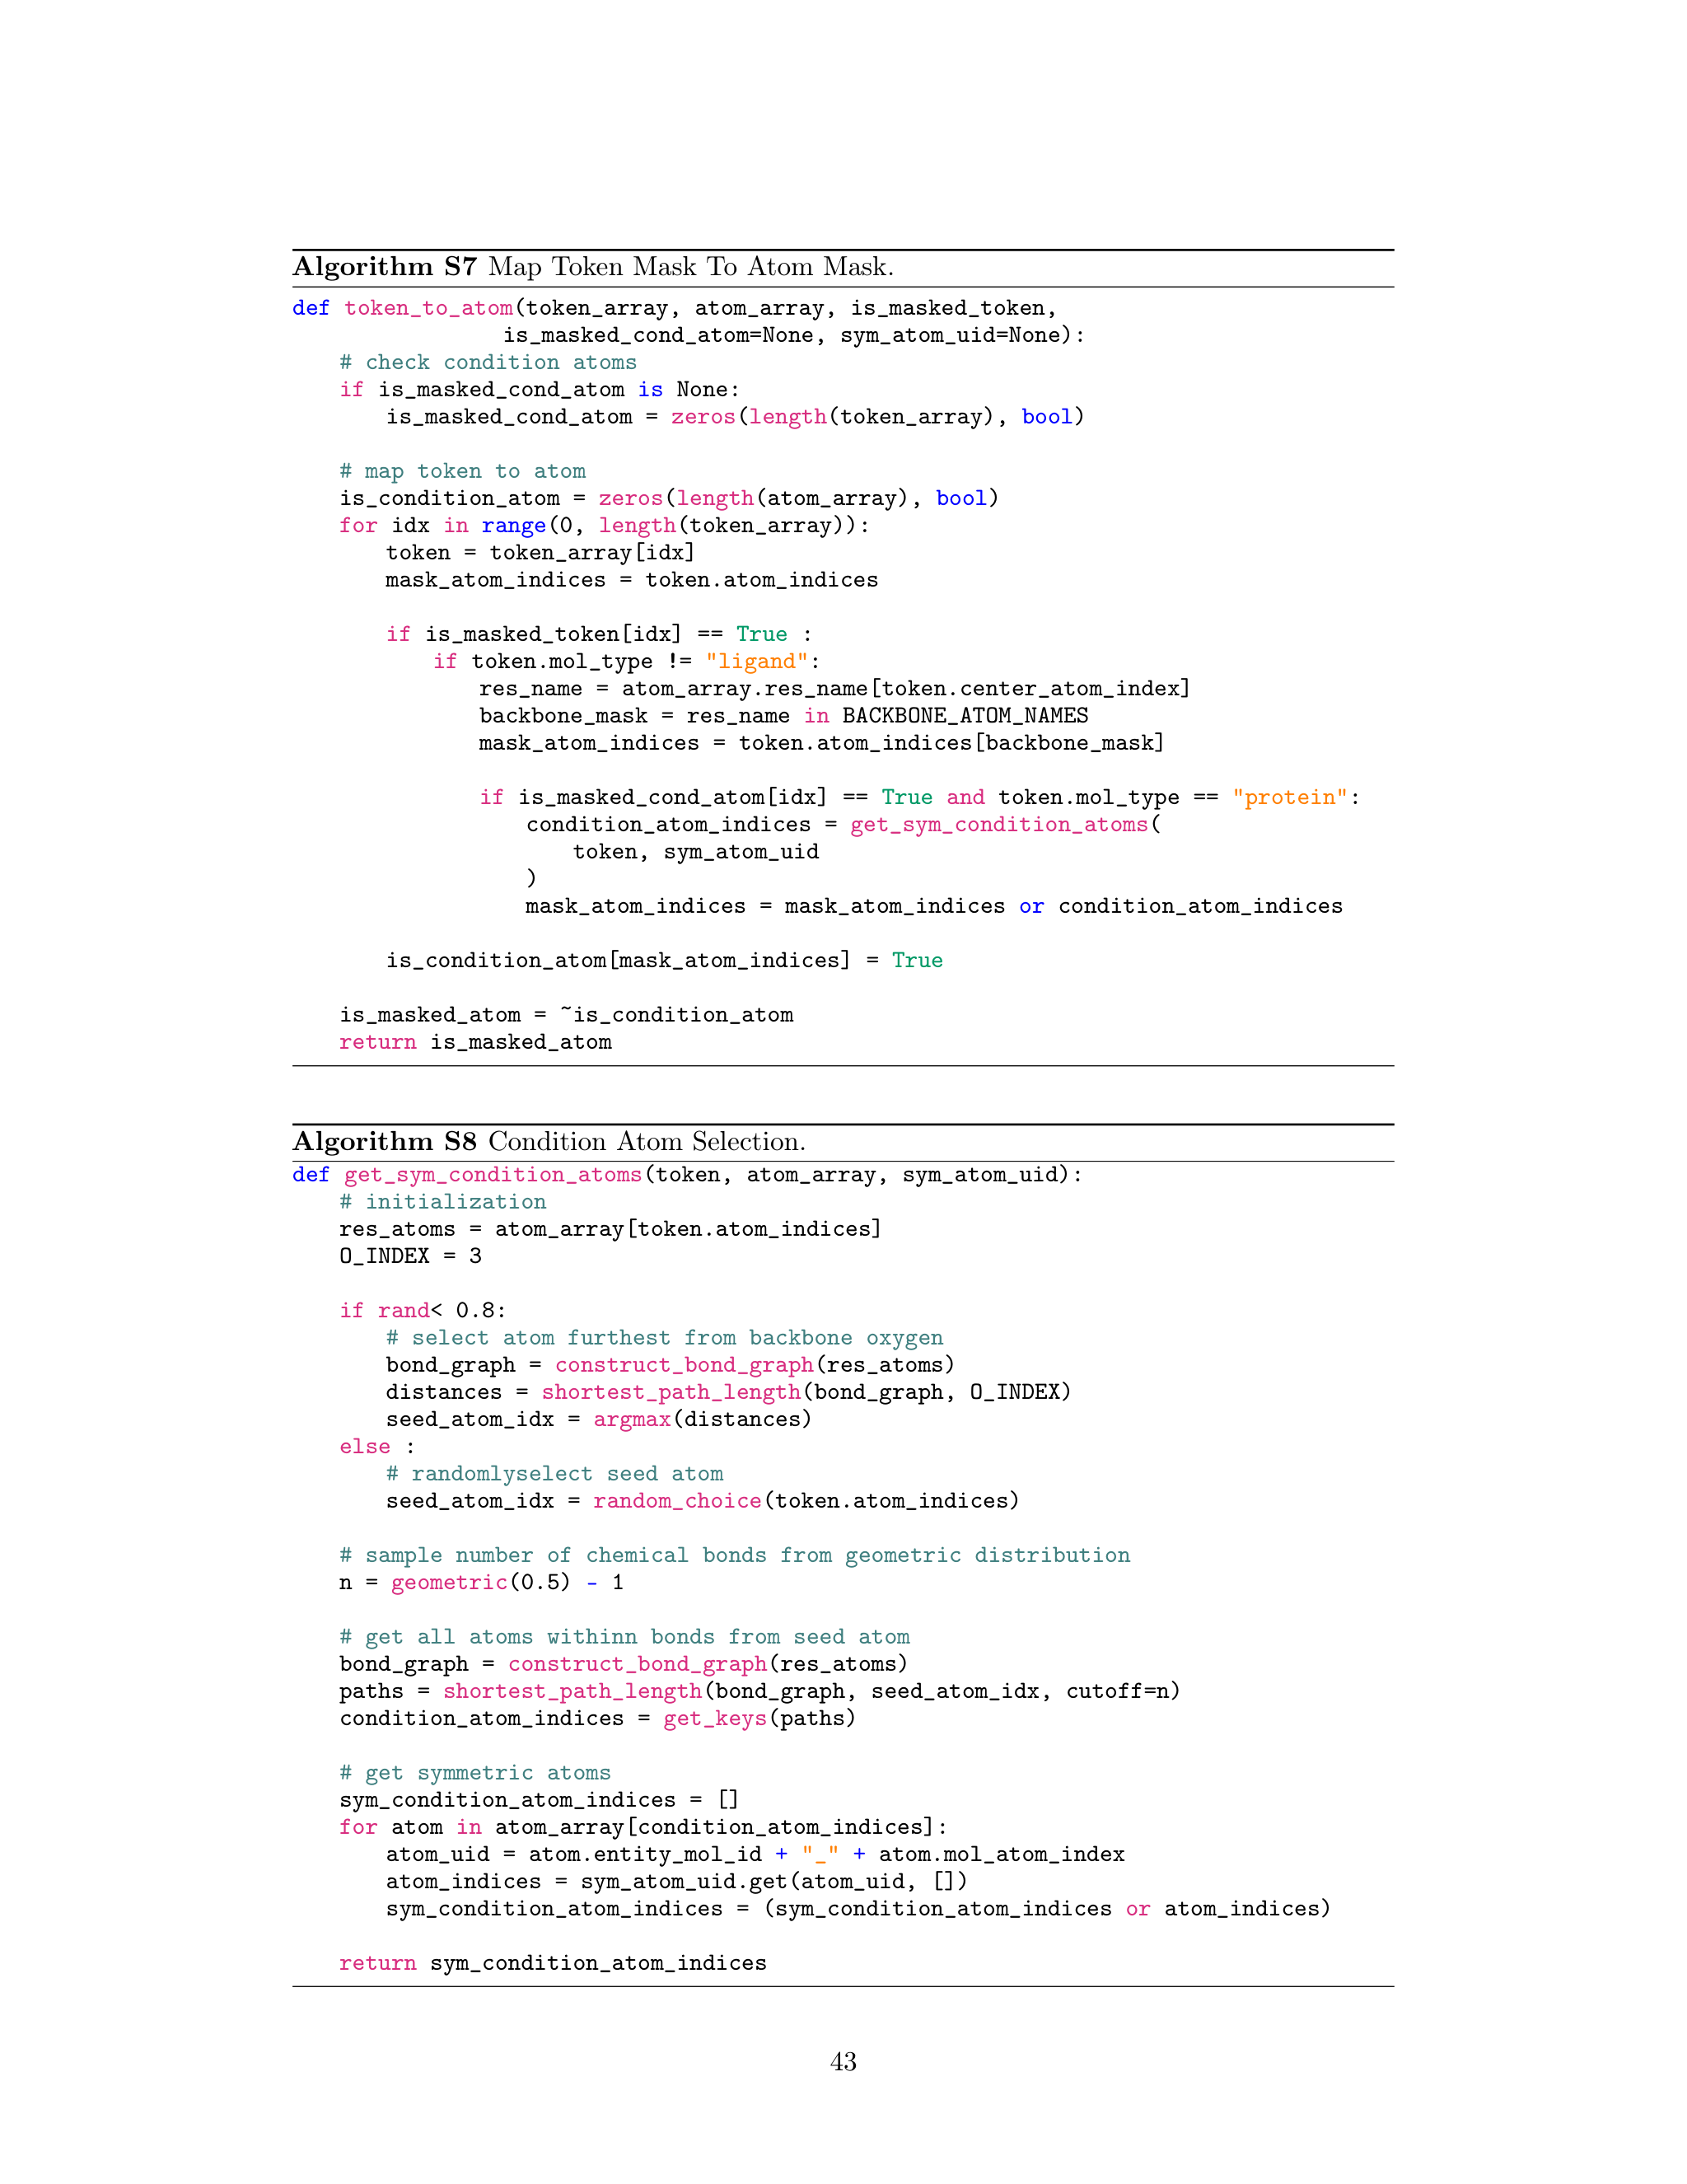 Algorithm S7 Map Token Mask To Atom Mask.
def token_to_atom(token_array, atom_array, is_masked_token,
is_masked_cond_atom=None, sym_atom_uid=None):
# check condition atoms
if is_masked_cond_atom is None:
is_masked_cond_atom = zeros(length(token_array), bool)
# map token to atom
is_condition_atom = zeros(length(atom_array), bool)
for idx in range(0, length(token_array)):
token = token_array[idx]
mask_atom_indices = token.atom_indices
if is_masked_token[idx] == True :
if token.mol_type != "ligand":
res_name = atom_array.res_name[token.center_atom_index]
backbone_mask = res_name in BACKBONE_ATOM_NAMES
mask_atom_indices = token.atom_indices[backbone_mask]
if is_masked_cond_atom[idx] == True and token.mol_type == "protein":
condition_atom_indices = get_sym_condition_atoms(
token, sym_atom_uid
)
mask_atom_indices = mask_atom_indices or condition_atom_indices
is_condition_atom[mask_atom_indices] = True
is_masked_atom = ~is_condition_atom
return is_masked_atom
Algorithm S8 Condition Atom Selection.
def get_sym_condition_atoms(token, atom_array, sym_atom_uid):
# initialization
res_atoms = atom_array[token.atom_indices]
O_INDEX = 3
if rand< 0.8:
# select atom furthest from backbone oxygen
bond_graph = construct_bond_graph(res_atoms)
distances = shortest_path_length(bond_graph, O_INDEX)
seed_atom_idx = argmax(distances)
else :
# randomlyselect seed atom
seed_atom_idx = random_choice(token.atom_indices)
# sample number of chemical bonds from geometric distribution
n = geometric(0.5) - 1
# get all atoms withinn bonds from seed atom
bond_graph = construct_bond_graph(res_atoms)
paths = shortest_path_length(bond_graph, seed_atom_idx, cutoff=n)
condition_atom_indices = get_keys(paths)
# get symmetric atoms
sym_condition_atom_indices = []
for atom in atom_array[condition_atom_indices]:
atom_uid = atom.entity_mol_id + "_" + atom.mol_atom_index
atom_indices = sym_atom_uid.get(atom_uid, [])
sym_condition_atom_indices = (sym_condition_atom_indices or atom_indices)
return sym_condition_atom_indices
43